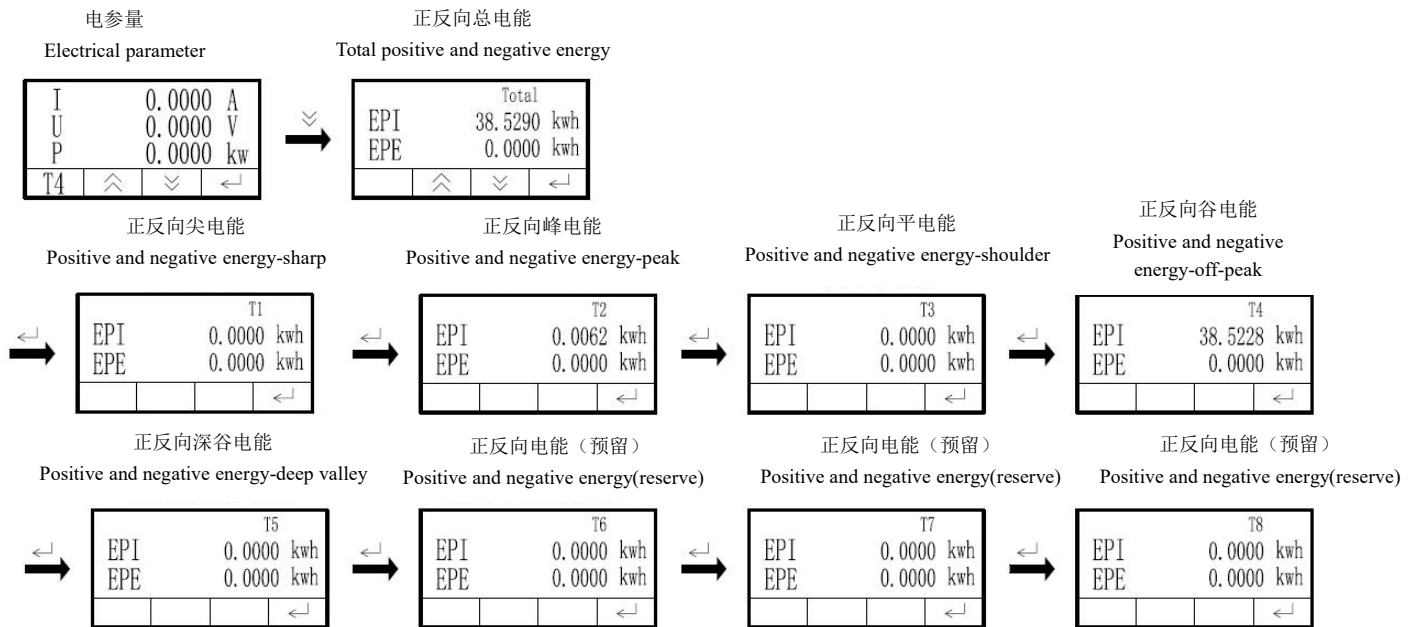 电参量
Electrical parameter
I 0.0000 A
U 0.0000 V
P 0.0000 kw
T4
正反向总电能
Total positive and negative energy
Total
EPI 38.5290 kwh
EPE 0.0000 kwh
正反向尖电能
Positive and negative energy-sharp
T1
EPI 0.0000 kwh
EPE 0.0000 kwh
正反向峰电能
Positive and negative energy-peak
T2
EPI 0.0062 kwh
EPE 0.0000 kwh
正反向平电能
Positive and negative energy-shoulder
T3
EPI 0.0000 kwh
EPE 0.0000 kwh
正反向谷电能
Positive and negative
energy-off-peak
T4
EPI 38.5228 kwh
EPE 0.0000 kwh
正反向深谷电能
Positive and negative energy-deep valley
T5
EPI 0.0000 kwh
EPE 0.0000 kwh
正反向电能（预留）
Positive and negative energy(reserve)
T6
EPI 0.0000 kwh
EPE 0.0000 kwh
正反向电能（预留）
Positive and negative energy(reserve)
T7
EPI 0.0000 kwh
EPE 0.0000 kwh
正反向电能（预留）
Positive and negative energy(reserve)
T8
EPI 0.0000 kwh
EPE 0.0000 kwh